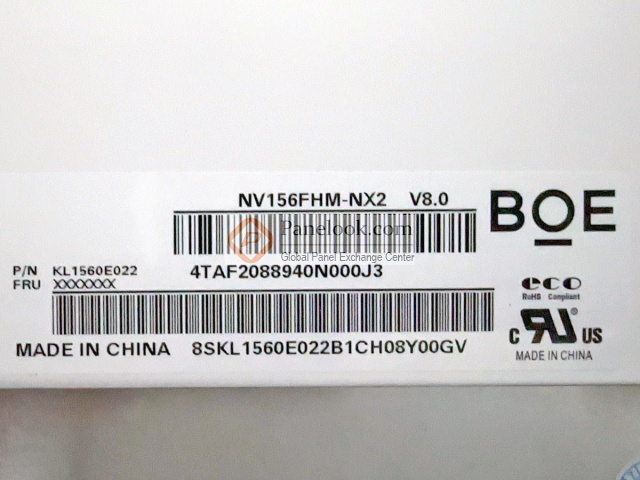 NV156FHM-NX2 V8.0
BOE
Panelook.com
Global Panel Exchange Center
P/N KL1560E022
4TAF2088940N000J3
FRU XXXXXXX
eco
RoHS Compliant
MADE IN CHINA 8SKL1560E022B1CH08Y00GV
c RU US
MADE IN CHINA